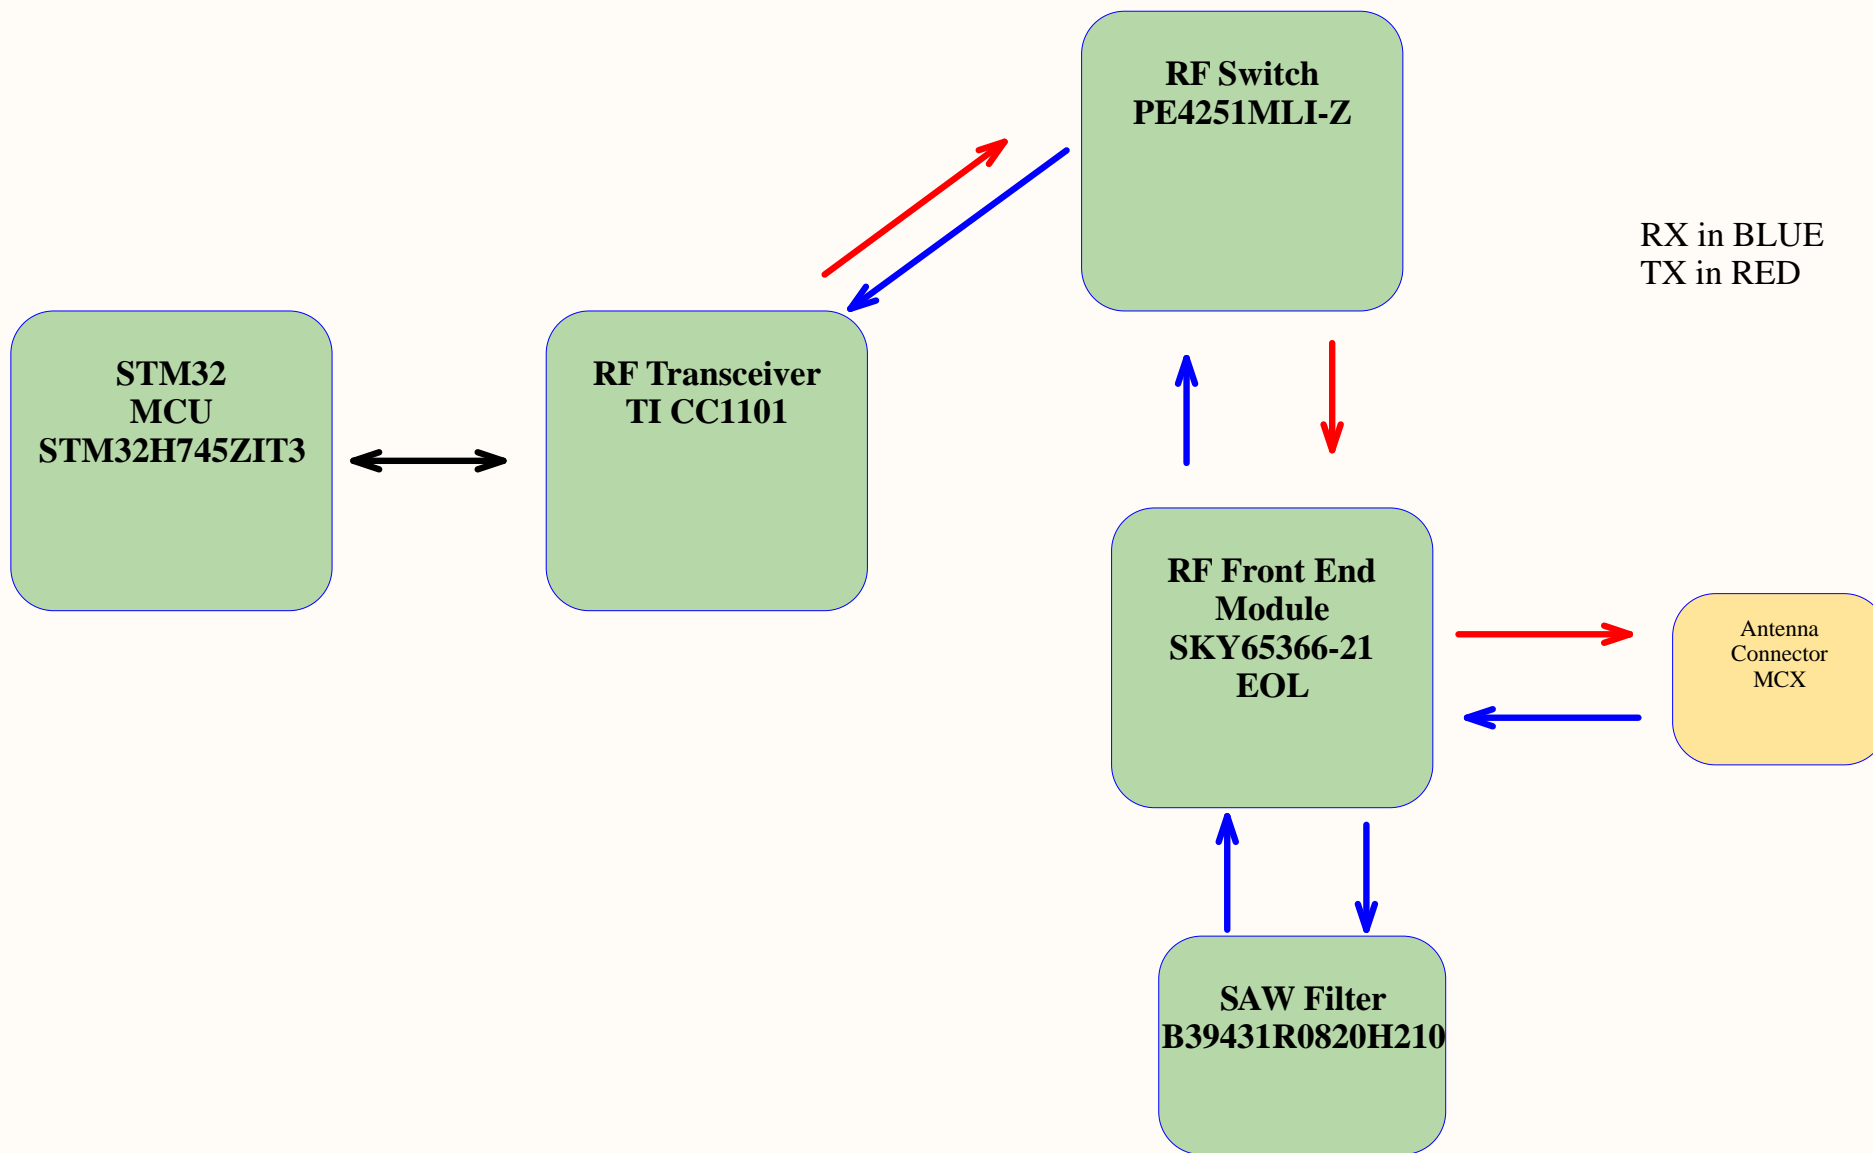 RF Switch
PE4251MLI-Z
RX in BLUE
TX in RED
STM32
MCU
STM32H745ZIT3
RF Transceiver
TI CC1101
RF Front End
Module
SKY65366-21
EOL
Antenna
Connector
MCX
SAW Filter
B39431R0820H210